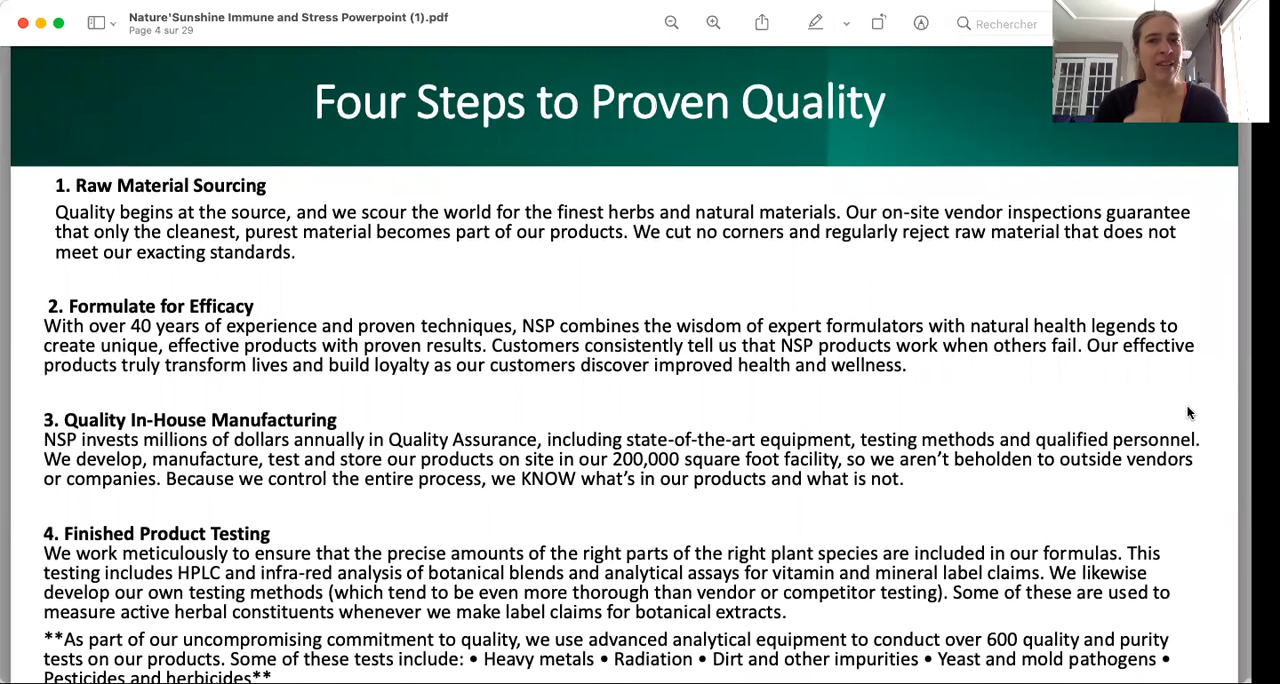 Nature'Sunshine Immune and Stress Powerpoint (1).pdf
Page 4 sur 29
Rechercher
Four Steps to Proven Quality
1. Raw Material Sourcing
Quality begins at the source, and we scour the world for the finest herbs and natural materials. Our on-site vendor inspections guarantee
that only the cleanest, purest material becomes part of our products. We cut no corners and regularly reject raw material that does not
meet our exacting standards.
2. Formulate for Efficacy
With over 40 years of experience and proven techniques, NSP combines the wisdom of expert formulators with natural health legends to
create unique, effective products with proven results. Customers consistently tell us that NSP products work when others fail. Our effective
products truly transform lives and build loyalty as our customers discover improved health and wellness.
3. Quality In-House Manufacturing
NSP invests millions of dollars annually in Quality Assurance, including state-of-the-art equipment, testing methods and qualified personnel.
We develop, manufacture, test and store our products on site in our 200,000 square foot facility, so we aren't beholden to outside vendors
or companies. Because we control the entire process, we KNOW what's in our products and what is not.
4. Finished Product Testing
We work meticulously to ensure that the precise amounts of the right parts of the right plant species are included in our formulas. This
testing includes HPLC and infra-red analysis of botanical blends and analytical assays for vitamin and mineral label claims. We likewise
develop our own testing methods (which tend to be even more thorough than vendor or competitor testing). Some of these are used to
measure active herbal constituents whenever we make label claims for botanical extracts.
**As part of our uncompromising commitment to quality, we use advanced analytical equipment to conduct over 600 quality and purity
tests on our products. Some of these tests include: • Heavy metals • Radiation • Dirt and other impurities • Yeast and mold pathogens •
Pesticides and herbicides**